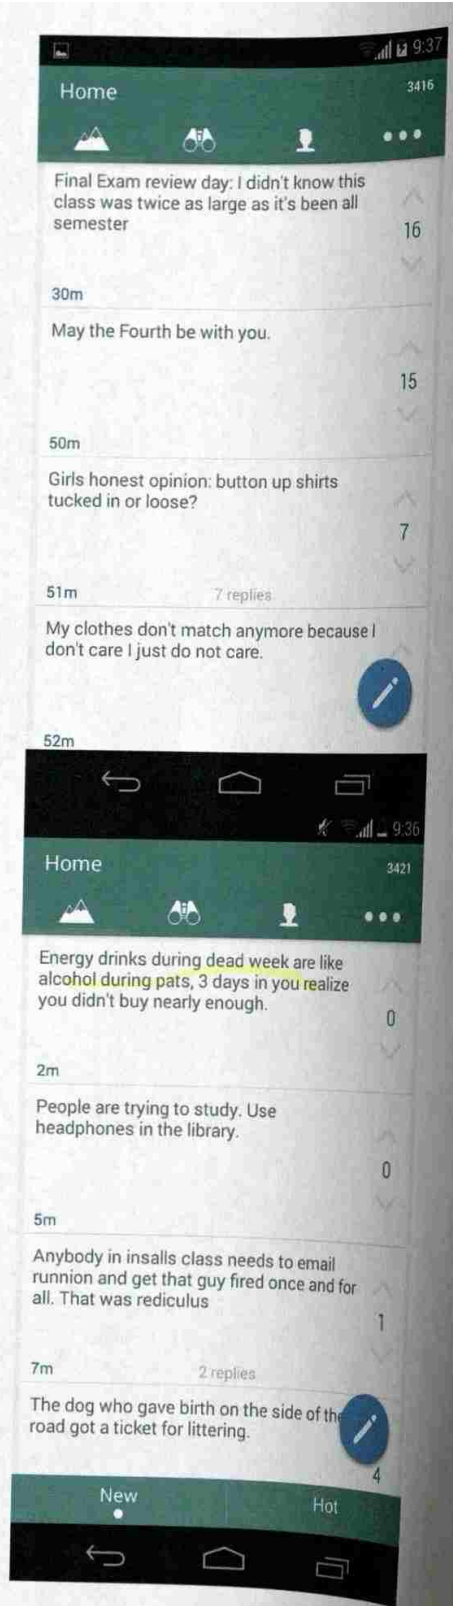 9:37
Home
3416
Final Exam review day: I didn't know this
class was twice as large as it's been all
semester
16
30m
May the Fourth be with you.
15
50m
Girls honest opinion: button up shirts
tucked in or loose?
7
51m
7 replies
My clothes don't match anymore because I
don't care I just do not care.
52m
9:36
Home
3421
Energy drinks during dead week are like
alcohol during pats, 3 days in you realize
you didn't buy nearly enough.
0
2m
People are trying to study. Use
headphones in the library.
0
5m
Anybody in insalls class needs to email
runnion and get that guy fired once and for
all. That was rediculus
1
7m
2 replies
The dog who gave birth on the side of the
road got a ticket for littering.
4
New
Hot